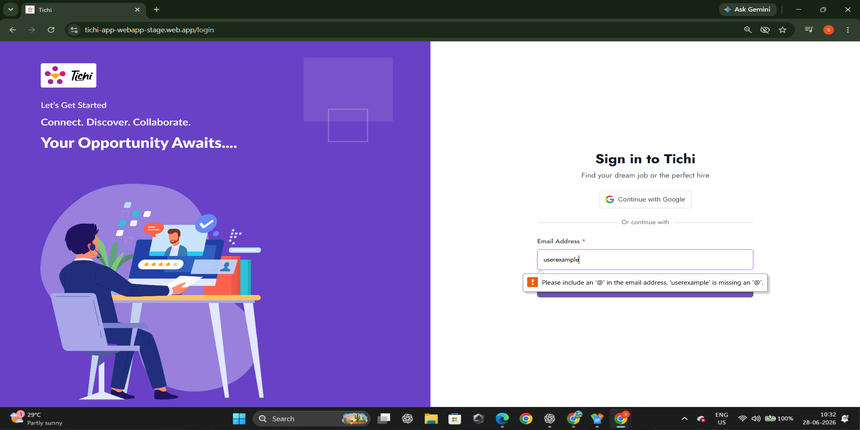 Tichi
Ask Gemini
tichi-app-webapp-stage.web.app/login
s
Tichi
Let's Get Started
Connect. Discover. Collaborate.
Your Opportunity Awaits....
Sign in to Tichi
Find your dream job or the perfect hire
Continue with Google
Or continue with
Email Address *
userexample
Please include an '@' in the email address. 'userexample' is missing an '@'.
29°C
Partly sunny
Search
ENG
US
100%
10:32
28-06-2026